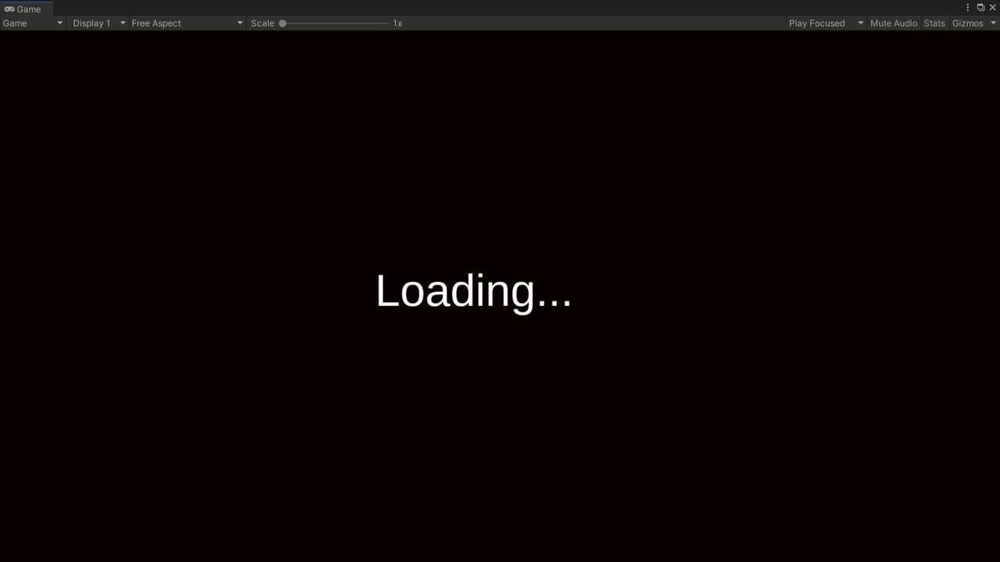 Game
Game Display 1 Free Aspect Scale 1x Play Focused Mute Audio Stats Gizmos
Loading...